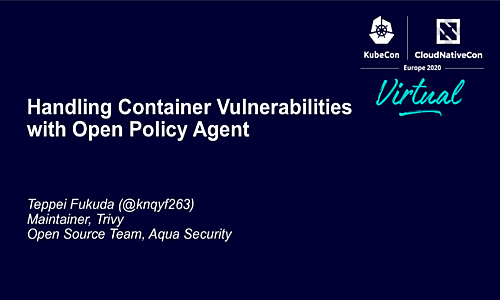 KubeCon
CloudNativeCon
Europe 2020
Virtual
Handling Container Vulnerabilities
with Open Policy Agent
Teppei Fukuda (@knqyf263)
Maintainer, Trivy
Open Source Team, Aqua Security